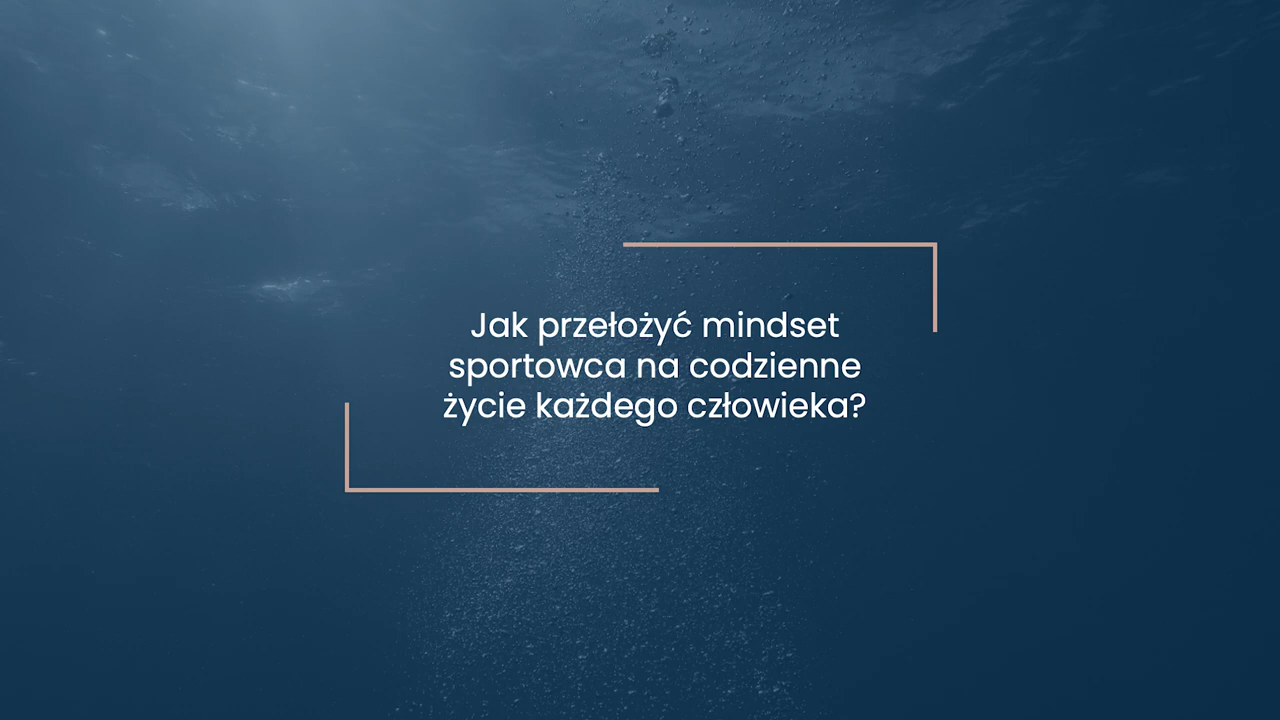 Jak przełożyć mindset
sportowca na codzienne
życie każdego człowieka?